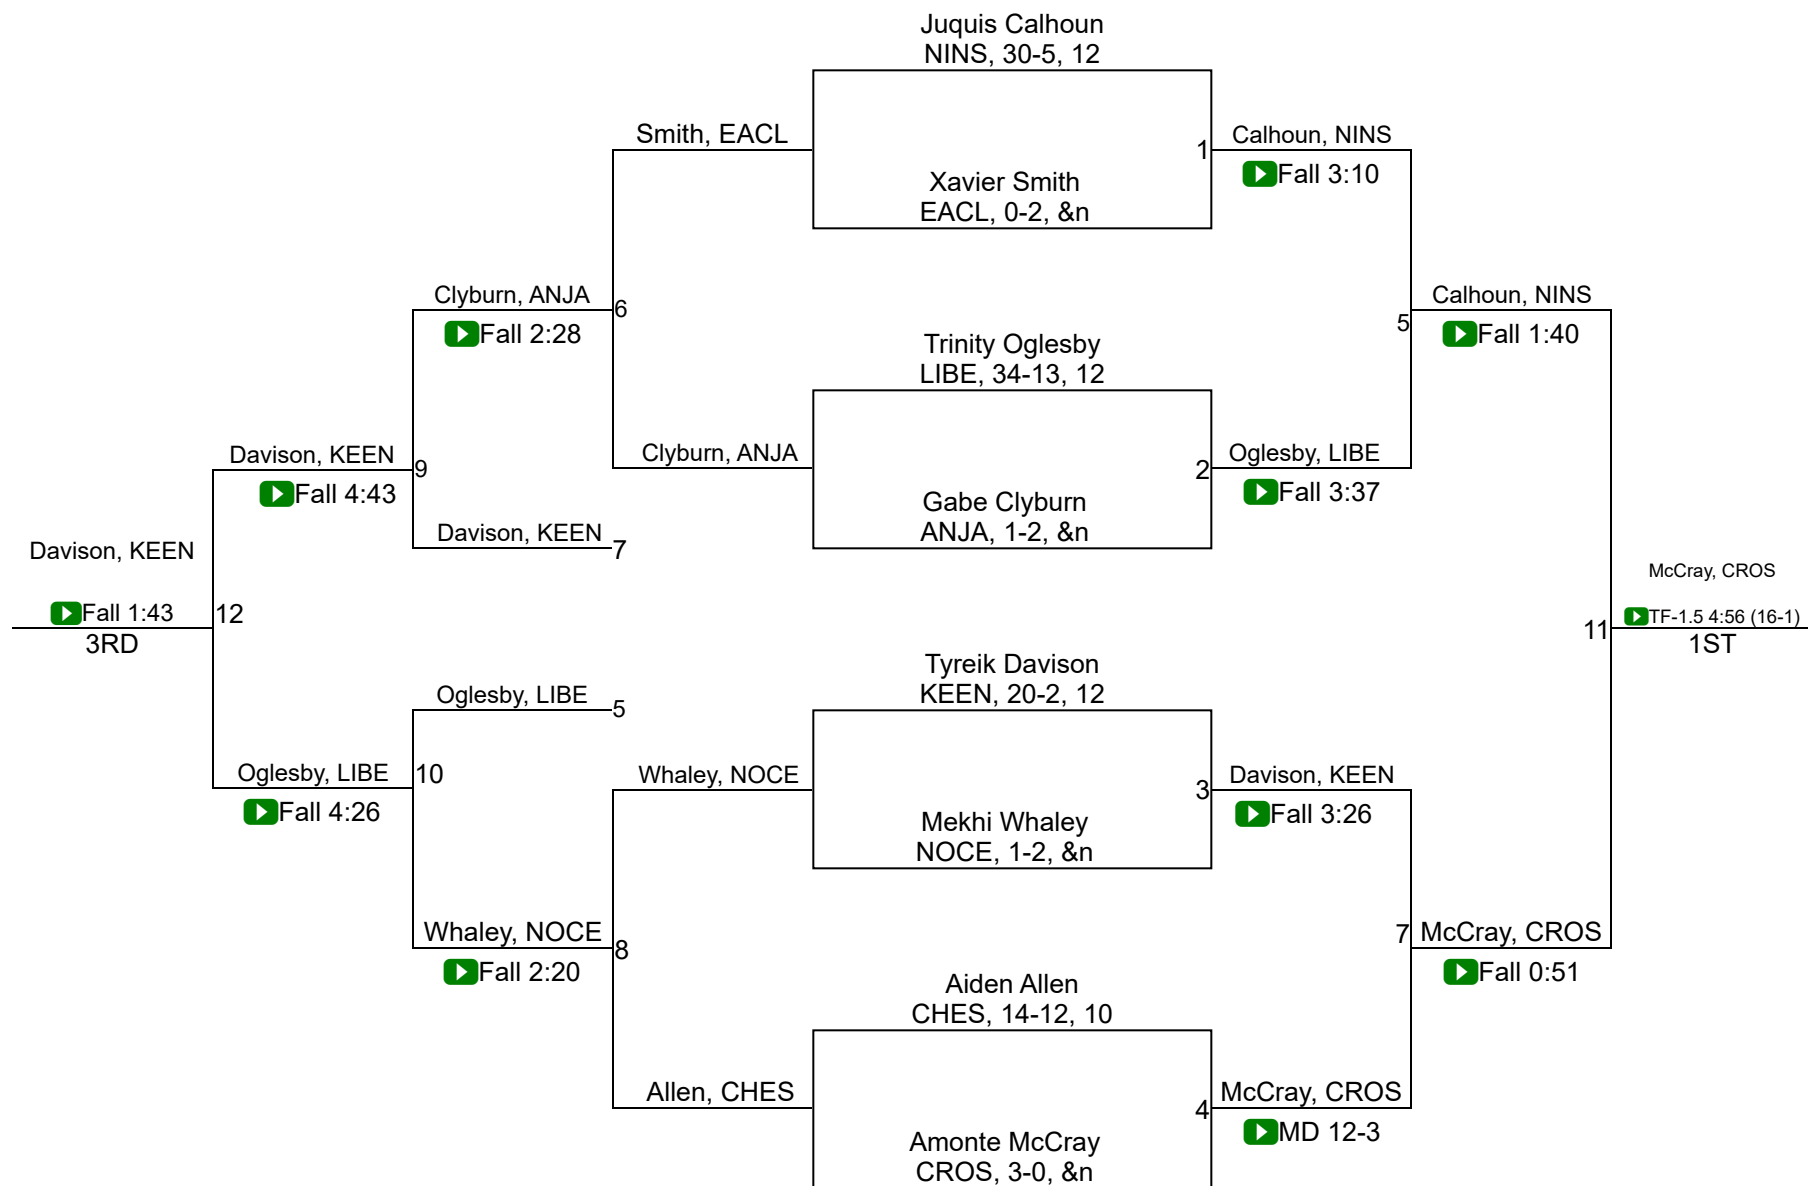 Juquis Calhoun
NINS, 30-5, 12
Smith, EACL
1
Calhoun, NINS
Fall 3:10
Xavier Smith
EACL, 0-2, &n
Clyburn, ANJA
6
Fall 2:28
Calhoun, NINS
5
Fall 1:40
Trinity Oglesby
LIBE, 34-13, 12
Davison, KEEN
9
Fall 4:43
Clyburn, ANJA
2
Oglesby, LIBE
Fall 3:37
Gabe Clyburn
ANJA, 1-2, &n
Davison, KEEN
7
Davison, KEEN
Fall 1:43
12
3RD
McCray, CROS
TF-1.5 4:56 (16-1)
11
1ST
Tyreik Davison
KEEN, 20-2, 12
Oglesby, LIBE
5
Oglesby, LIBE
10
Fall 4:26
Whaley, NOCE
3
Davison, KEEN
Fall 3:26
Mekhi Whaley
NOCE, 1-2, &n
Whaley, NOCE
8
Fall 2:20
7
McCray, CROS
Fall 0:51
Aiden Allen
CHES, 14-12, 10
Allen, CHES
4
McCray, CROS
MD 12-3
Amonte McCray
CROS, 3-0, &n